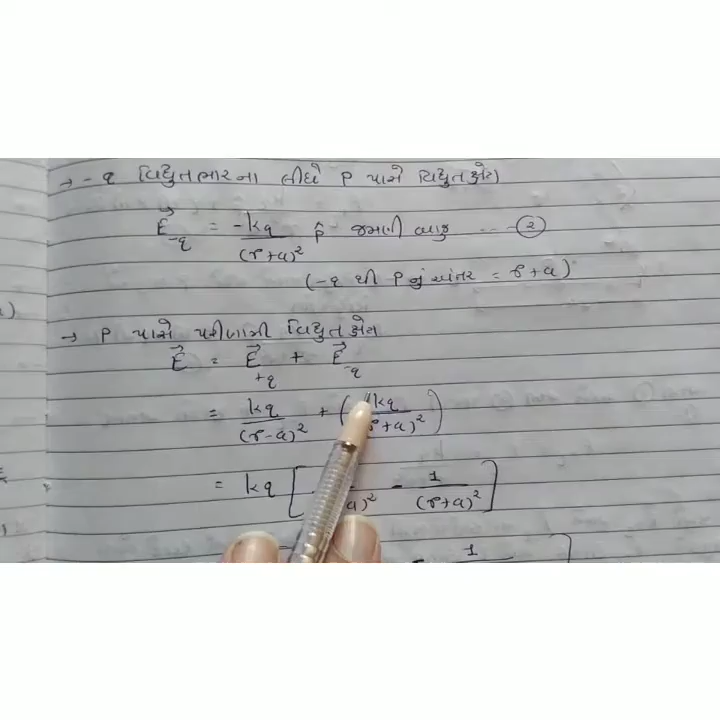 → -q વિદ્યુતભારના લીધે P પાસે વિદ્યુતક્ષેત્ર
E⃗-q = -kq/(r+a)² p̂ જમણી બાજુ --- ②
(-q થી P નું અંતર = r+a)
→ P પાસે પરીણામી વિદ્યુતક્ષેત્ર
E⃗ = E⃗+q + E⃗-q
= kq/(r-a)² + ( kq/(r+a)² )
= kq [ a)² - 1/(r+a)² ]
- 1 ]